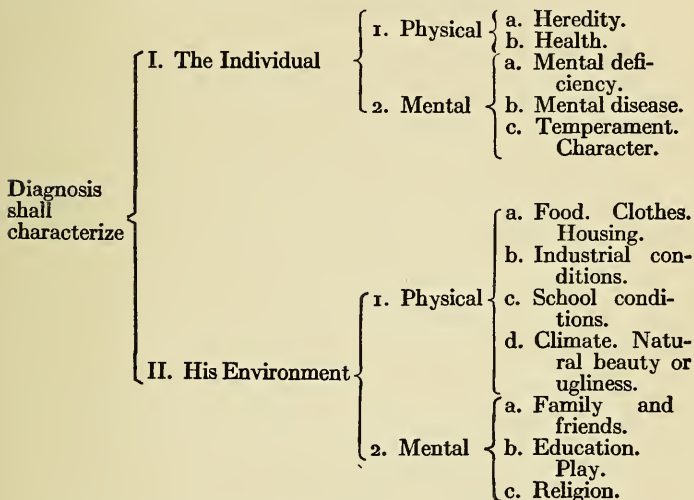 Diagnosis
shall
characterize
I. The Individual
1. Physical
a. Heredity.
b. Health.
2. Mental
a. Mental defi-
ciency.
b. Mental disease.
c. Temperament.
Character.
II. His Environment
1. Physical
a. Food. Clothes.
Housing.
b. Industrial con-
ditions.
c. School condi-
tions.
d. Climate. Natu-
ral beauty or
ugliness.
2. Mental
a. Family and
friends.
b. Education.
Play.
c. Religion.